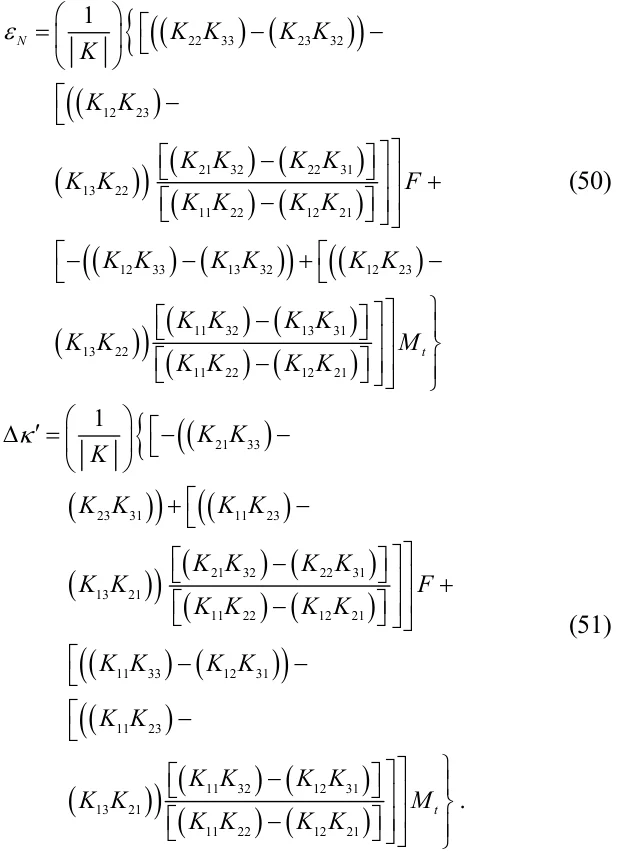 ε_N = (1/|K|){[((K_22 K_33) − (K_23 K_32)) −
[((K_12 K_23) −
(K_13 K_22)) [(K_21 K_32) − (K_22 K_31)]/[(K_11 K_22) − (K_12 K_21)]]]F + (50)
[−((K_12 K_33) − (K_13 K_32)) + [((K_12 K_23) −
(K_13 K_22)) [(K_11 K_32) − (K_13 K_31)]/[(K_11 K_22) − (K_12 K_21)]]]M_t}
Δκ′ = (1/|K|){[−((K_21 K_33) −
(K_23 K_31)) + [((K_11 K_23) −
(K_13 K_21)) [(K_21 K_32) − (K_22 K_31)]/[(K_11 K_22) − (K_12 K_21)]]]F +
(51)
[((K_11 K_33) − (K_12 K_31)) −
[((K_11 K_23) −
(K_13 K_21)) [(K_11 K_32) − (K_12 K_31)]/[(K_11 K_22) − (K_12 K_21)]]]M_t}.